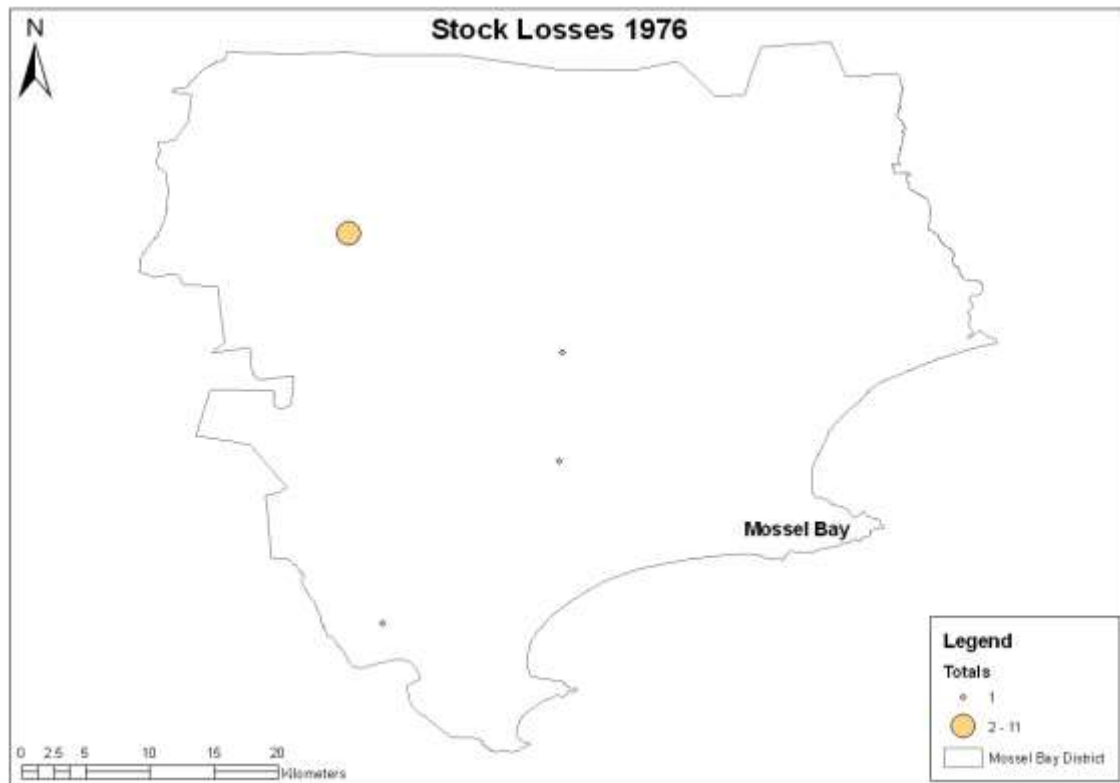 Stock Losses 1976
N
Mossel Bay
Legend
Totals
1
2 - 11
Mossel Bay District
0 2.5 5 10 15 20
Kilometers